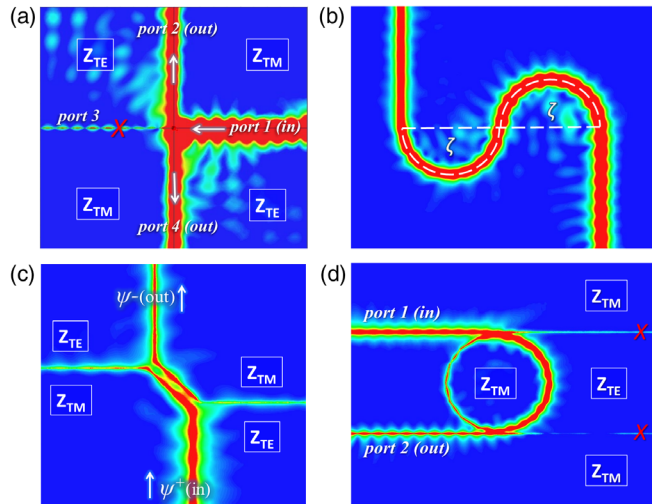 (a)
port 2 (out)
Z_TE
Z_TM
port 3
X
port 1 (in)
Z_TM
Z_TE
port 4 (out)
(b)
ζ
ζ
(c)
ψ-(out)
Z_TE
Z_TM
Z_TM
Z_TE
ψ⁺(in)
(d)
Z_TM
port 1 (in)
X
Z_TM
Z_TE
port 2 (out)
X
Z_TM